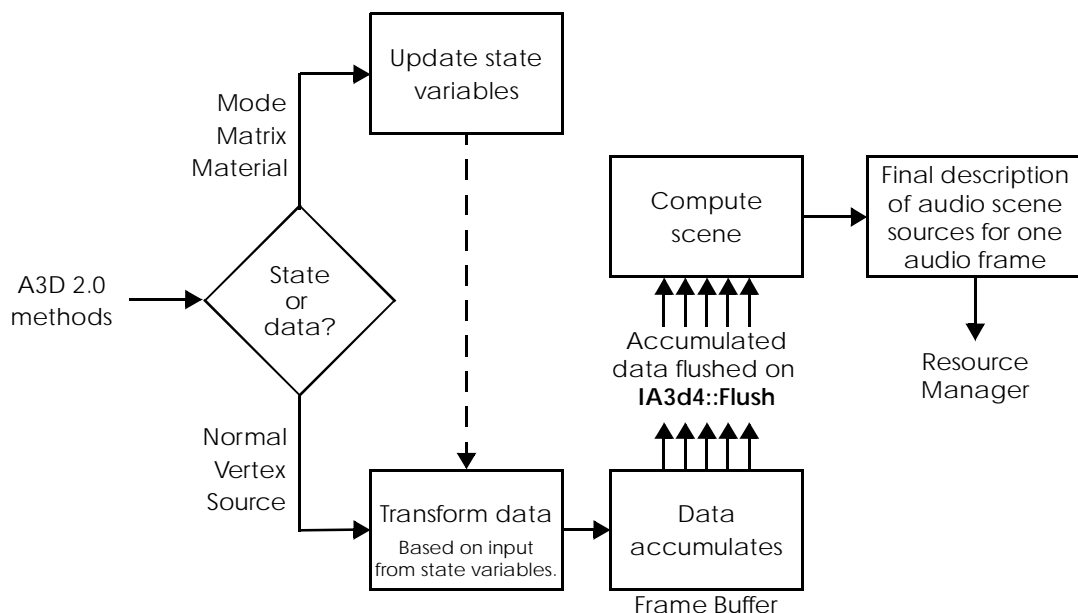 Update state
variables
Mode
Matrix
Material
A3D 2.0
methods
State
or
data?
Normal
Vertex
Source
Transform data
Based on input
from state variables.
Data
accumulates
Frame Buffer
Accumulated
data flushed on
IA3d4::Flush
Compute
scene
Final description
of audio scene
sources for one
audio frame
Resource
Manager